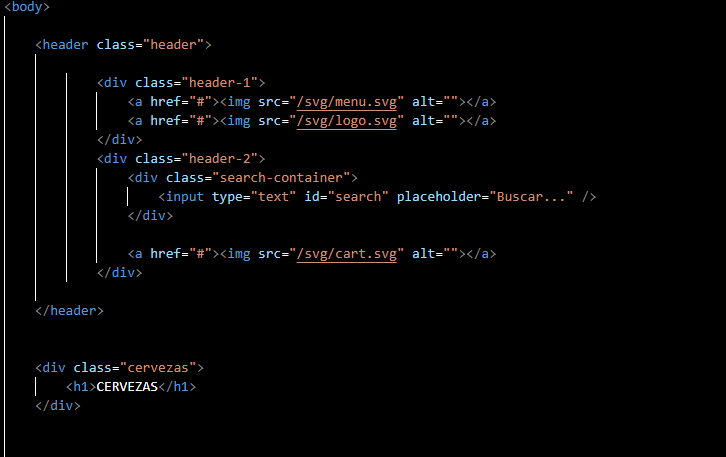 <body>
<header class="header">
<div class="header-1">
<a href="#"><img src="/svg/menu.svg" alt=""></a>
<a href="#"><img src="/svg/logo.svg" alt=""></a>
</div>
<div class="header-2">
<div class="search-container">
<input type="text" id="search" placeholder="Buscar..." />
</div>
<a href="#"><img src="/svg/cart.svg" alt=""></a>
</div>
</header>
<div class="cervezas">
<h1>CERVEZAS</h1>
</div>